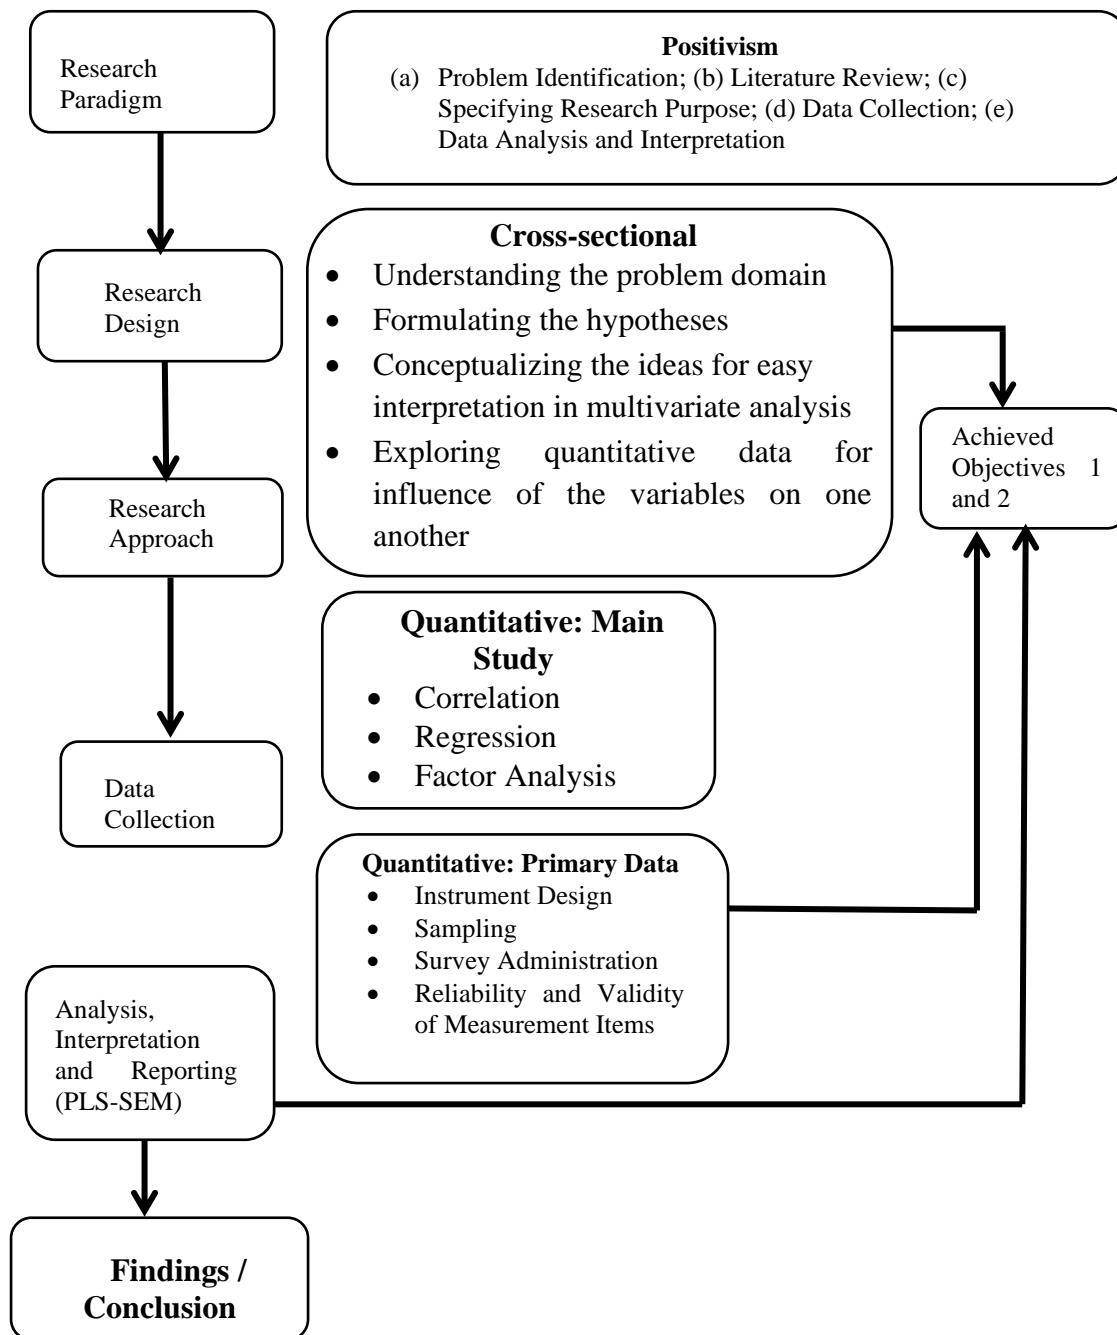 Research
Paradigm
Positivism
(a) Problem Identification; (b) Literature Review; (c)
Specifying Research Purpose; (d) Data Collection; (e)
Data Analysis and Interpretation
Research
Design
Cross-sectional
• Understanding the problem domain
• Formulating the hypotheses
• Conceptualizing the ideas for easy
interpretation in multivariate analysis
• Exploring quantitative data for
influence of the variables on one
another
Achieved
Objectives 1
and 2
Research
Approach
Quantitative: Main
Study
• Correlation
• Regression
• Factor Analysis
Data
Collection
Quantitative: Primary Data
• Instrument Design
• Sampling
• Survey Administration
• Reliability and Validity
of Measurement Items
Analysis,
Interpretation
and Reporting
(PLS-SEM)
Findings /
Conclusion